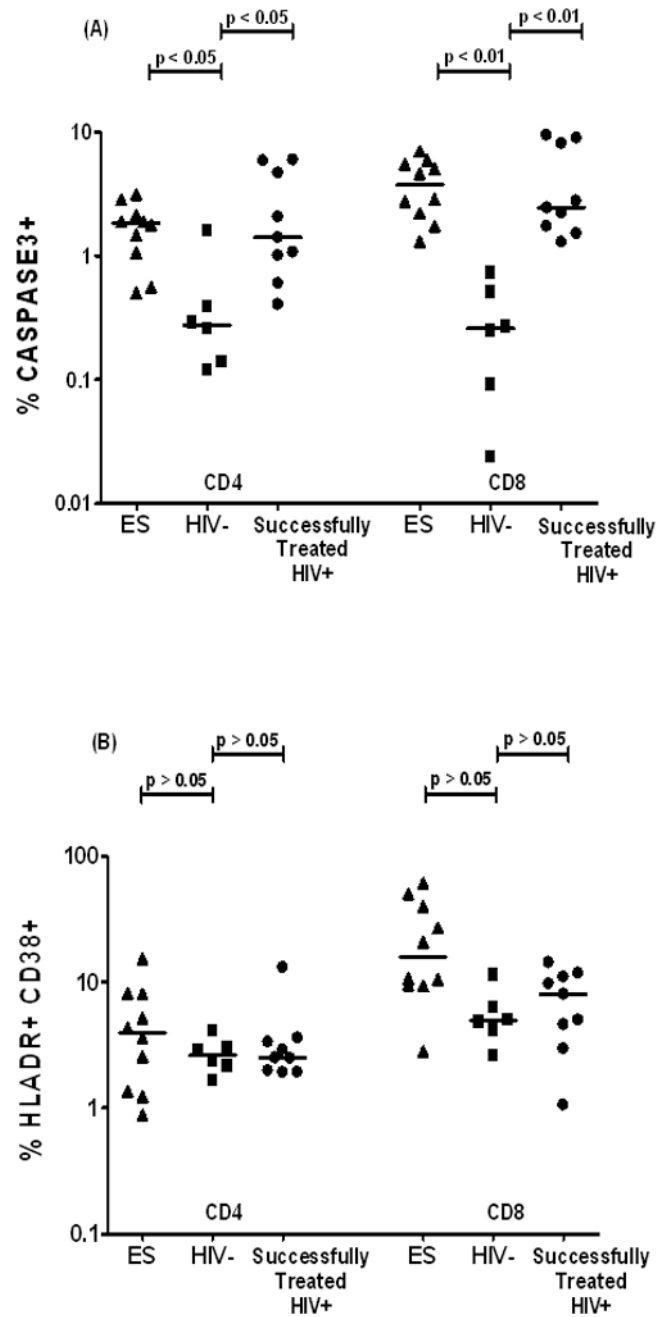 (A)
p < 0.05
p < 0.01
p < 0.05
p < 0.01
% CASPASE3+
10
1
0.1
0.01
CD4
CD8
ES
HIV-
Successfully
Treated
HIV+
ES
HIV-
Successfully
Treated
HIV+
(B)
p > 0.05
p > 0.05
p > 0.05
p > 0.05
% HLADR+ CD38+
100
10
1
0.1
CD4
CD8
ES
HIV-
Successfully
Treated
HIV+
ES
HIV-
Successfully
Treated
HIV+